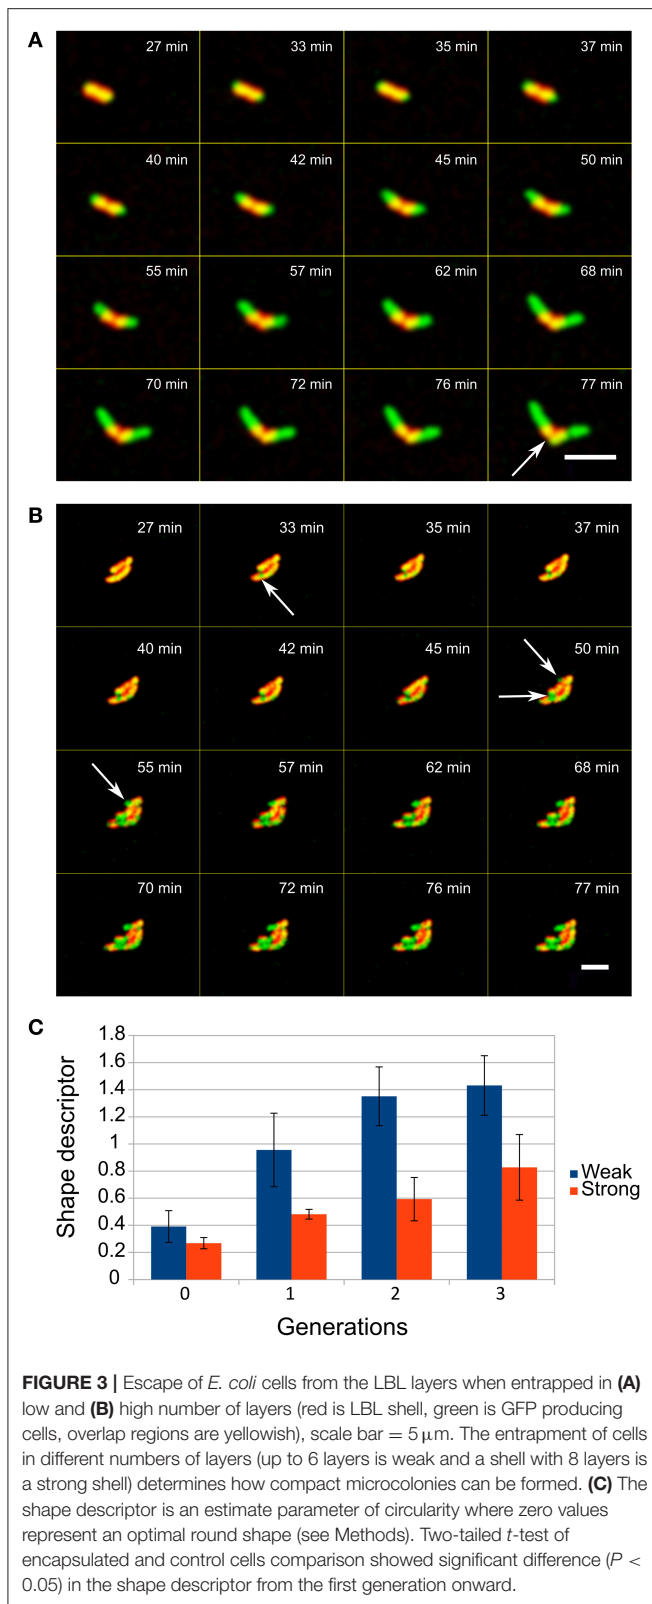 A
27 min 33 min 35 min 37 min
40 min 42 min 45 min 50 min
55 min 57 min 62 min 68 min
70 min 72 min 76 min 77 min
B
27 min 33 min 35 min 37 min
40 min 42 min 45 min 50 min
55 min 57 min 62 min 68 min
70 min 72 min 76 min 77 min
C
Shape descriptor
1.8
1.6
1.4
1.2
1
0.8
0.6
0.4
0.2
0
0 1 2 3
Generations
Weak
Strong
FIGURE 3 | Escape of E. coli cells from the LBL layers when entrapped in (A)
low and (B) high number of layers (red is LBL shell, green is GFP producing
cells, overlap regions are yellowish), scale bar = 5 μm. The entrapment of cells
in different numbers of layers (up to 6 layers is weak and a shell with 8 layers is
a strong shell) determines how compact microcolonies can be formed. (C) The
shape descriptor is an estimate parameter of circularity where zero values
represent an optimal round shape (see Methods). Two-tailed t-test of
encapsulated and control cells comparison showed significant difference (P <
0.05) in the shape descriptor from the first generation onward.